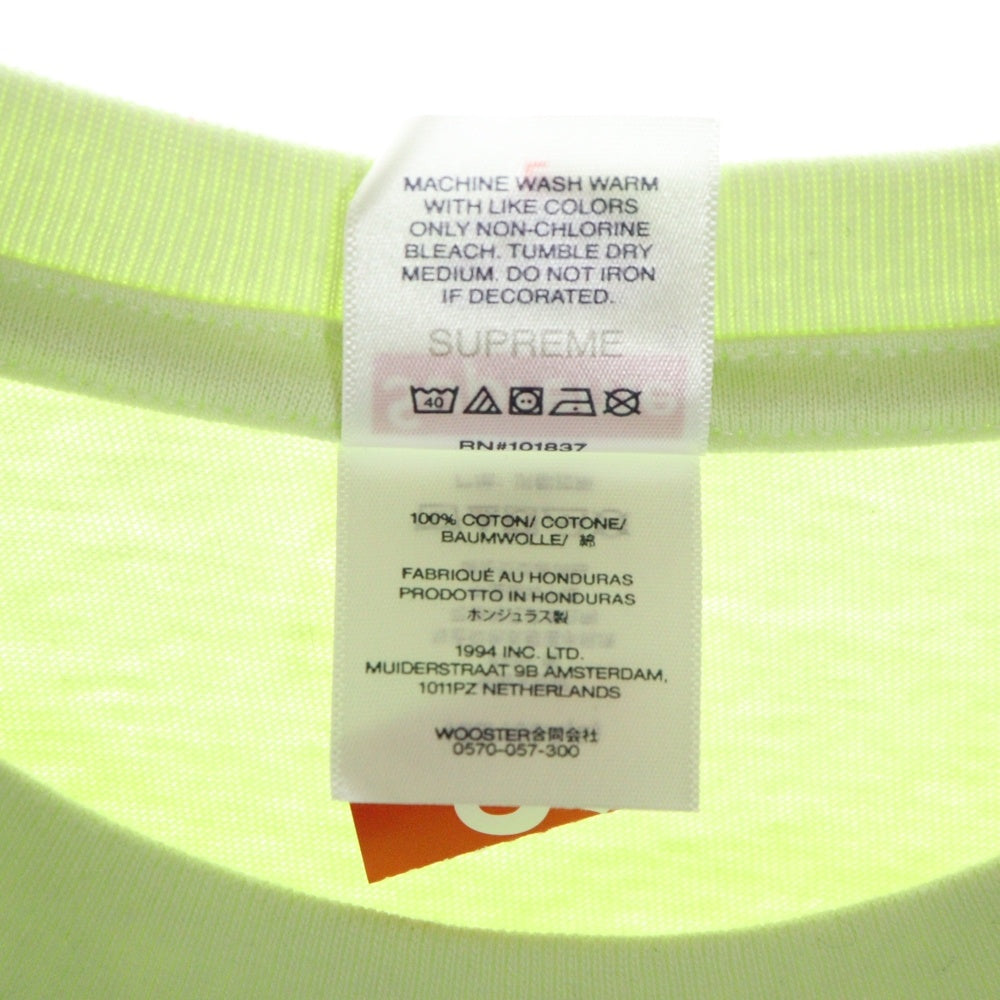 MACHINE WASH WARM
WITH LIKE COLORS
ONLY NON-CHLORINE
BLEACH. TUMBLE DRY
MEDIUM. DO NOT IRON
IF DECORATED.
SUPREME
40
RN#101837
100% COTON/ COTONE/
BAUMWOLLE/ 綿
FABRIQUÉ AU HONDURAS
PRODOTTO IN HONDURAS
ホンジュラス製
1994 INC. LTD.
MUIDERSTRAAT 9B AMSTERDAM,
1011PZ NETHERLANDS
WOOSTER合同会社
0570-057-300